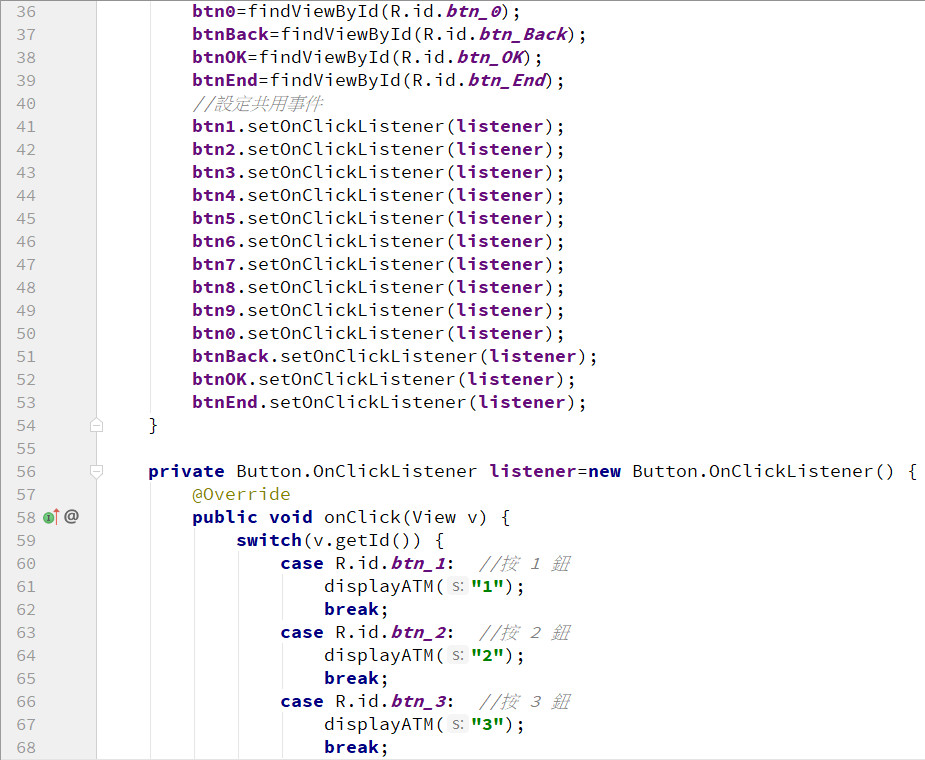 36 btn0=findViewById(R.id.btn_0);
37 btnBack=findViewById(R.id.btn_Back);
38 btnOK=findViewById(R.id.btn_OK);
39 btnEnd=findViewById(R.id.btn_End);
40 //設定共用事件
41 btn1.setOnClickListener(listener);
42 btn2.setOnClickListener(listener);
43 btn3.setOnClickListener(listener);
44 btn4.setOnClickListener(listener);
45 btn5.setOnClickListener(listener);
46 btn6.setOnClickListener(listener);
47 btn7.setOnClickListener(listener);
48 btn8.setOnClickListener(listener);
49 btn9.setOnClickListener(listener);
50 btn0.setOnClickListener(listener);
51 btnBack.setOnClickListener(listener);
52 btnOK.setOnClickListener(listener);
53 btnEnd.setOnClickListener(listener);
54 }
55
56 private Button.OnClickListener listener=new Button.OnClickListener() {
57 @Override
58 @ public void onClick(View v) {
59 switch(v.getId()) {
60 case R.id.btn_1: //按 1 鈕
61 displayATM( s: "1");
62 break;
63 case R.id.btn_2: //按 2 鈕
64 displayATM( s: "2");
65 break;
66 case R.id.btn_3: //按 3 鈕
67 displayATM( s: "3");
68 break;